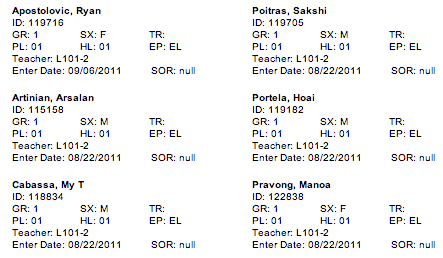 Apostolovic, Ryan
ID: 119716
GR: 1 SX: F TR:
PL: 01 HL: 01 EP: EL
Teacher: L101-2
Enter Date: 09/06/2011 SOR: null
Artinian, Arsalan
ID: 115158
GR: 1 SX: M TR:
PL: 01 HL: 01 EP: EL
Teacher: L101-2
Enter Date: 08/22/2011 SOR: null
Cabassa, My T
ID: 118834
GR: 1 SX: M TR:
PL: 01 HL: 01 EP: EL
Teacher: L101-2
Enter Date: 08/22/2011 SOR: null
Poitras, Sakshi
ID: 119705
GR: 1 SX: M TR:
PL: 01 HL: 01 EP: EL
Teacher: L101-2
Enter Date: 08/22/2011 SOR: null
Portela, Hoai
ID: 119182
GR: 1 SX: M TR:
PL: 01 HL: 01 EP: EL
Teacher: L101-2
Enter Date: 08/22/2011 SOR: null
Pravong, Manoa
ID: 122838
GR: 1 SX: F TR:
PL: 01 HL: 01 EP: EL
Teacher: L101-2
Enter Date: 08/22/2011 SOR: null